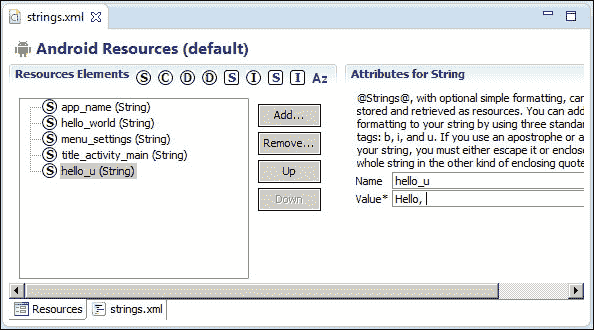 strings.xml
Android Resources (default)
Resources Elements S C D D S I S I Az
Attributes for String
S app_name (String)
S hello_world (String)
S menu_settings (String)
S title_activity_main (String)
S hello_u (String)
Add...
Remove...
Up
Down
@Strings@, with optional simple formatting, can
stored and retrieved as resources. You can add
formatting to your string by using three standar
tags: b, i, and u. If you use an apostrophe or a
your string, you must either escape it or enclose
whole string in the other kind of enclosing quote
Name hello_u
Value* Hello,
Resources strings.xml